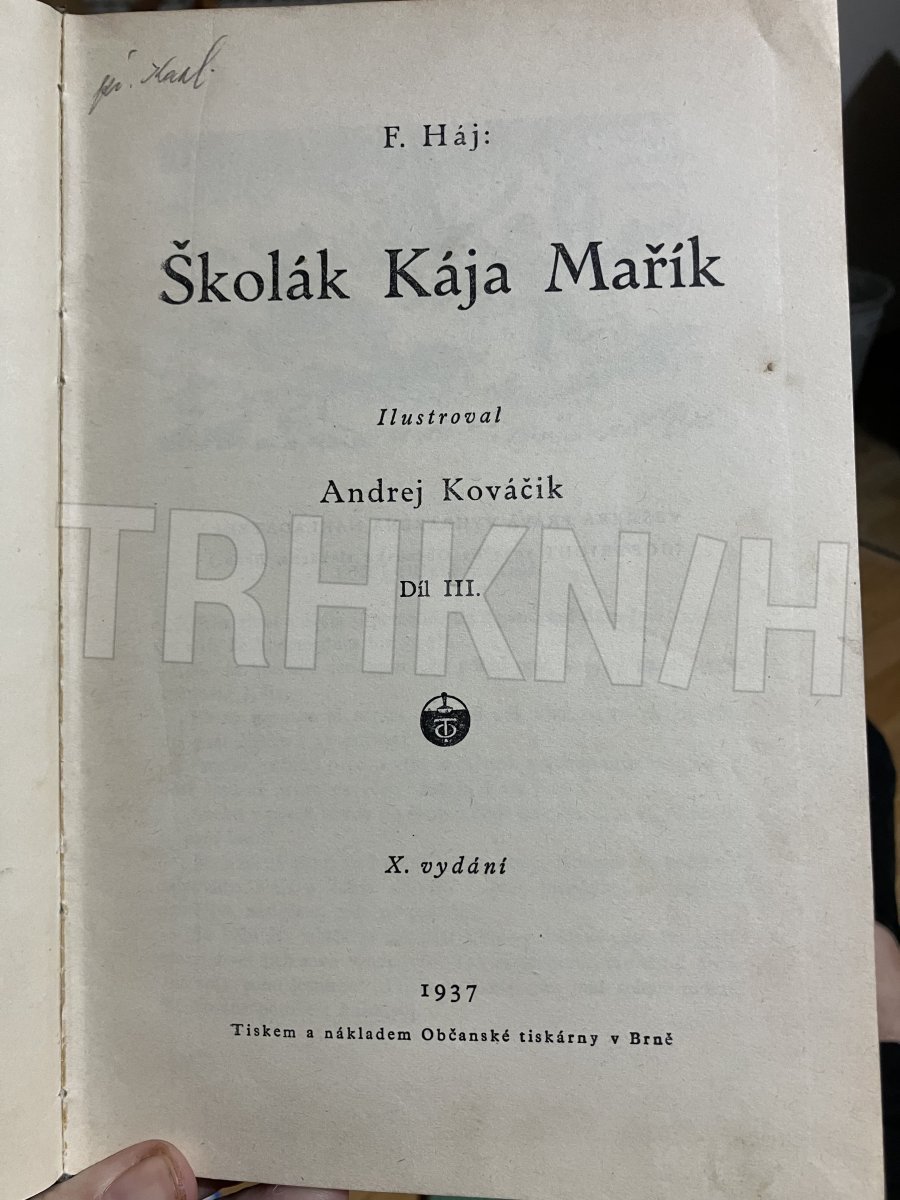 F. Háj:
Školák Kája Mařík
Ilustroval
Andrej Kováčik
Díl III.
TRHKNIH
X. vydání
1937
Tiskem a nákladem Občanské tiskárny v Brně